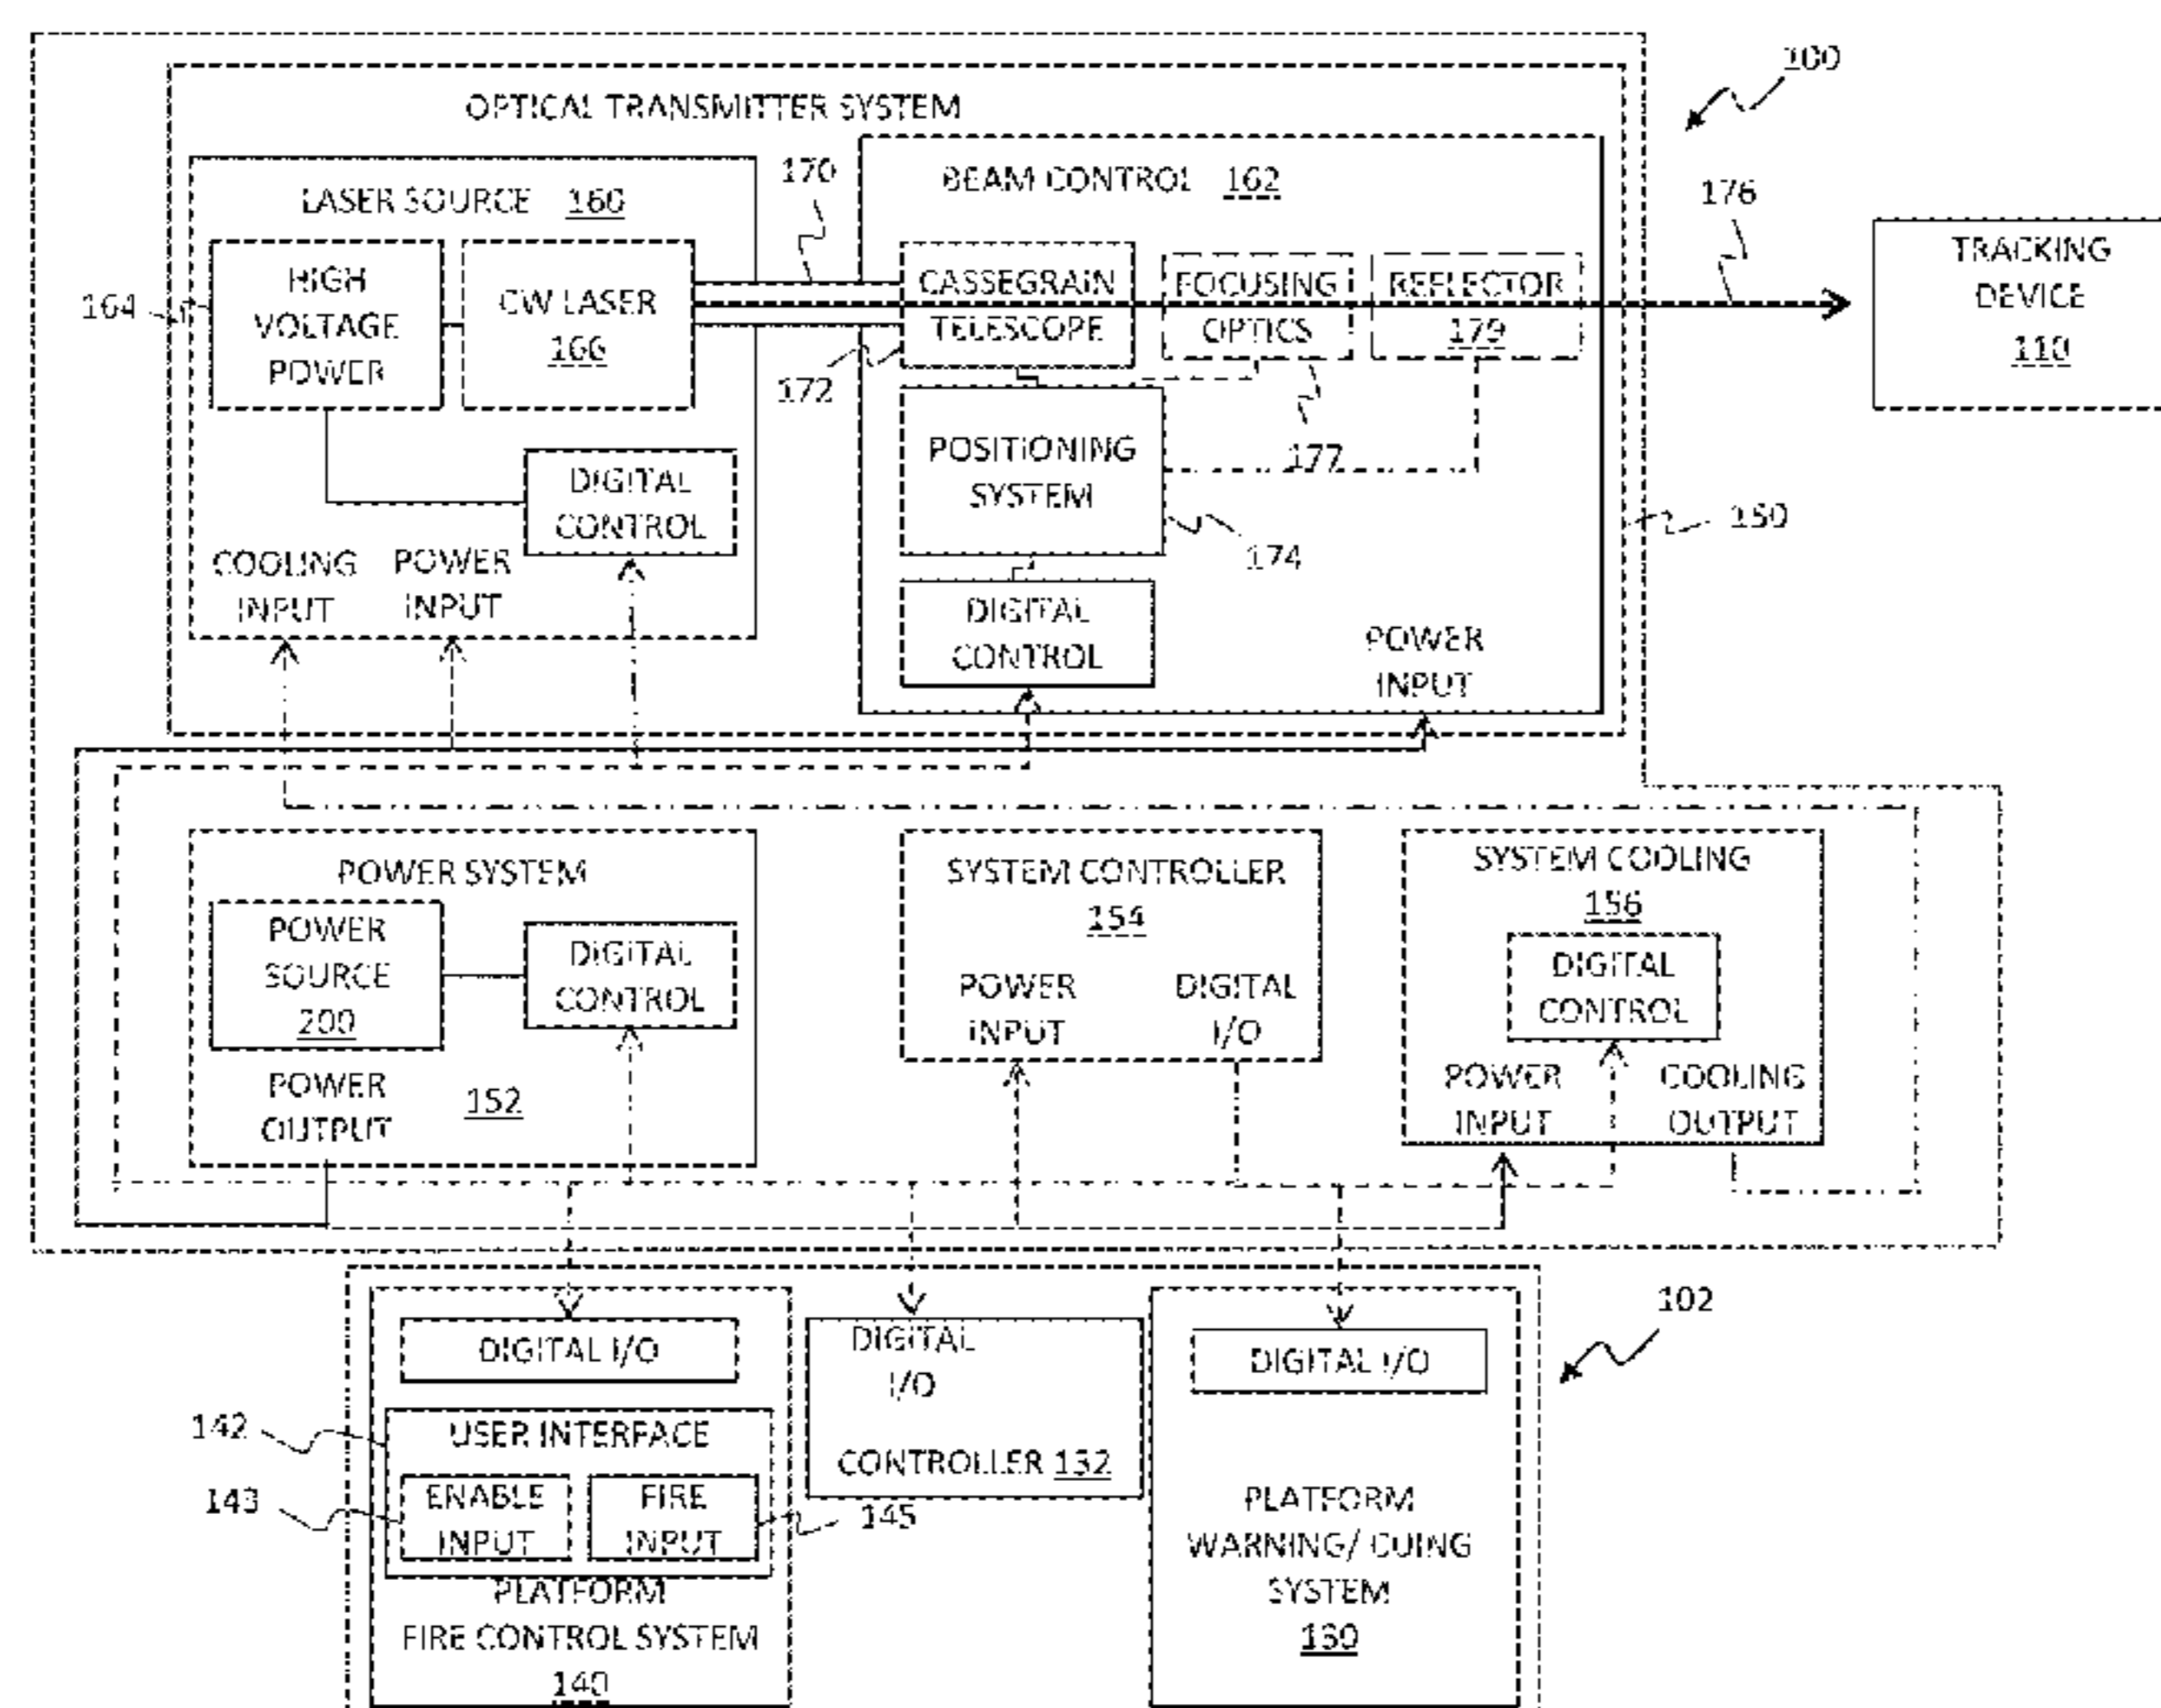 100
OPTICAL TRANSMITTER SYSTEM
170
BEAM CONTROL 162
176
LASER SOURCE 160
TRACKING
DEVICE
110
164
HIGH
VOLTAGE
POWER
CW LASER
166
CASSEGRAIN
TELESCOPE
FOCUSING
OPTICS
REFLECTOR
179
172
POSITIONING
SYSTEM
177
174
150
DIGITAL
CONTROL
COOLING
INPUT
POWER
INPUT
DIGITAL
CONTROL
POWER
INPUT
POWER SYSTEM
POWER
SOURCE
200
DIGITAL
CONTROL
POWER
OUTPUT
152
SYSTEM CONTROLLER
154
POWER
INPUT
DIGITAL
I/O
SYSTEM COOLING
156
DIGITAL
CONTROL
POWER
INPUT
COOLING
OUTPUT
102
DIGITAL I/O
142
USER INTERFACE
143
ENABLE
INPUT
FIRE
INPUT
145
PLATFORM
FIRE CONTROL SYSTEM
140
DIGITAL
I/O
CONTROLLER 132
DIGITAL I/O
PLATFORM
WARNING/ CUING
SYSTEM
130